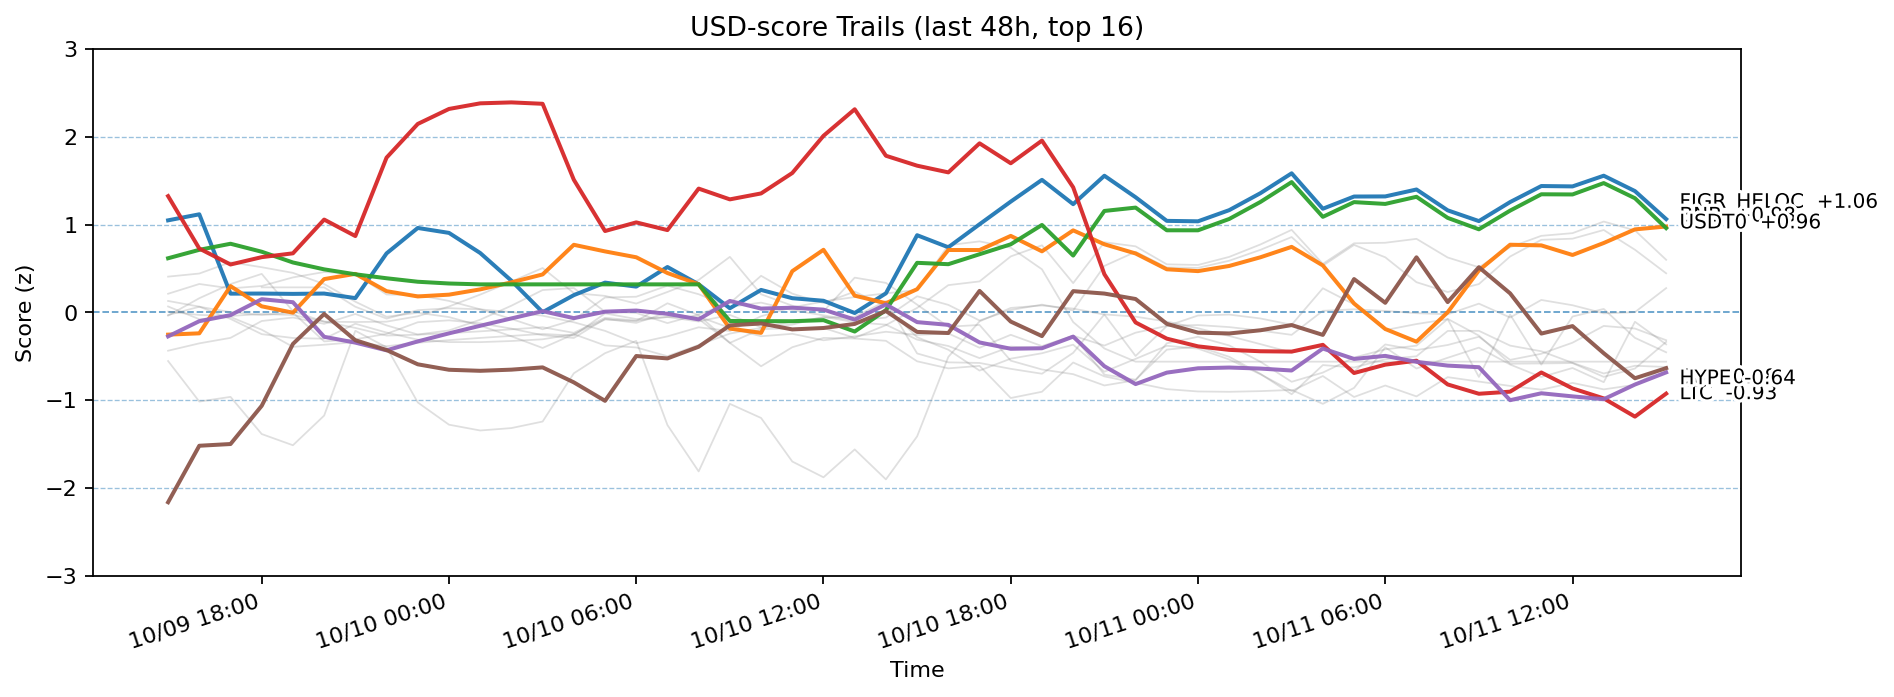 USD-score Trails (last 48h, top 16)
Score (z)
3
2
1
0
−1
−2
−3
FIGR_HELOC +1.06
USDT0 +0.96
HYPE -0.64
LTC -0.93
10/09 18:00
10/10 00:00
10/10 06:00
10/10 12:00
10/10 18:00
10/11 00:00
10/11 06:00
10/11 12:00
Time